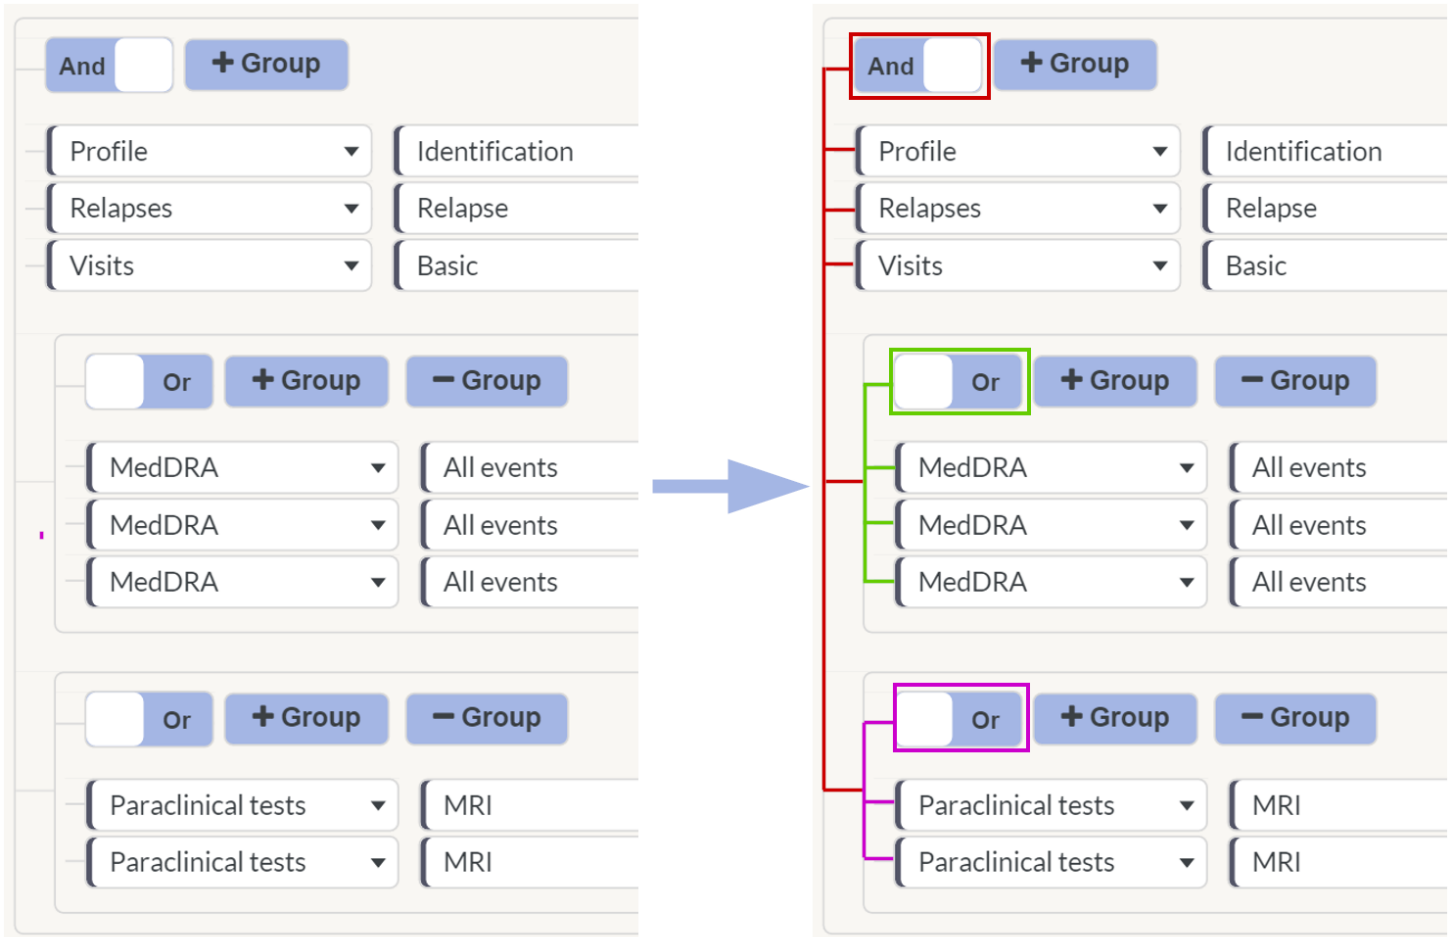 And + Group
Profile Identification
Relapses Relapse
Visits Basic
Or + Group − Group
MedDRA All events
MedDRA All events
MedDRA All events
Or + Group − Group
Paraclinical tests MRI
Paraclinical tests MRI
And + Group
Profile Identification
Relapses Relapse
Visits Basic
Or + Group − Group
MedDRA All events
MedDRA All events
MedDRA All events
Or + Group − Group
Paraclinical tests MRI
Paraclinical tests MRI